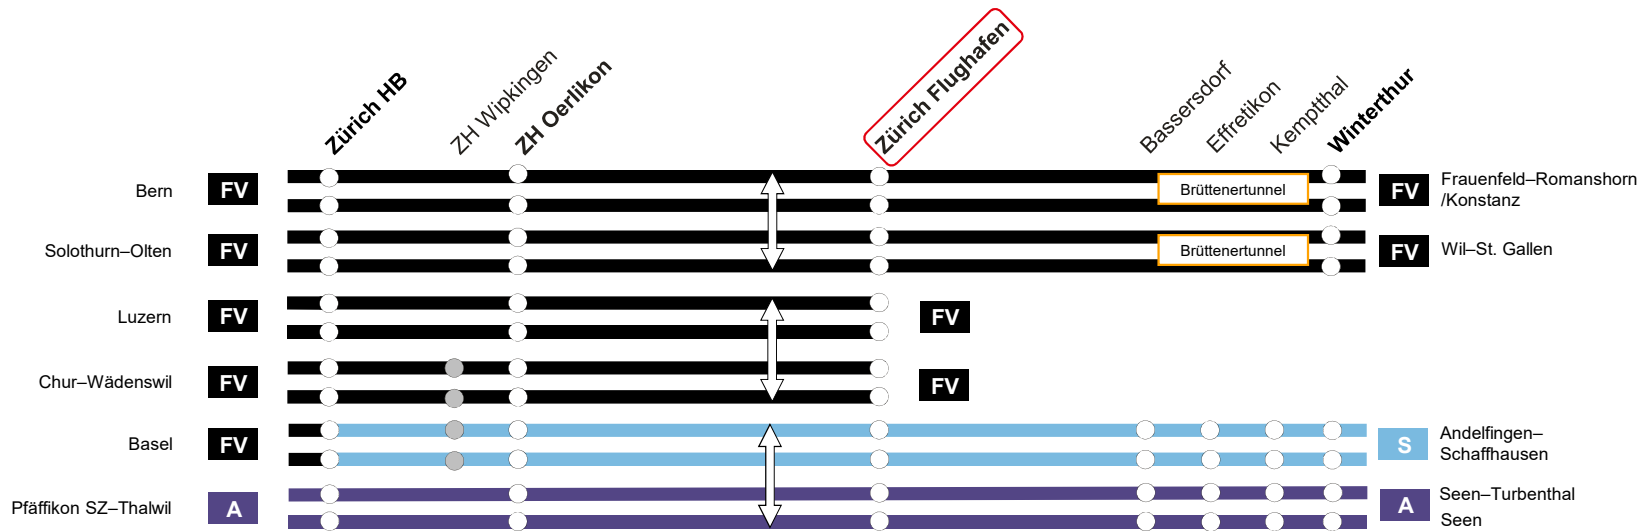 Zürich HB
ZH Wipkingen
ZH Oerlikon
Zürich Flughafen
Bassersdorf
Effretikon
Kemptthal
Winterthur
Bern
FV
Brüttenertunnel
FV
Frauenfeld–Romanshorn
/Konstanz
Solothurn–Olten
FV
Brüttenertunnel
FV
Wil–St. Gallen
Luzern
FV
FV
Chur–Wädenswil
FV
FV
Basel
FV
S
Andelfingen–
Schaffhausen
Pfäffikon SZ–Thalwil
A
A
Seen–Turbenthal
Seen